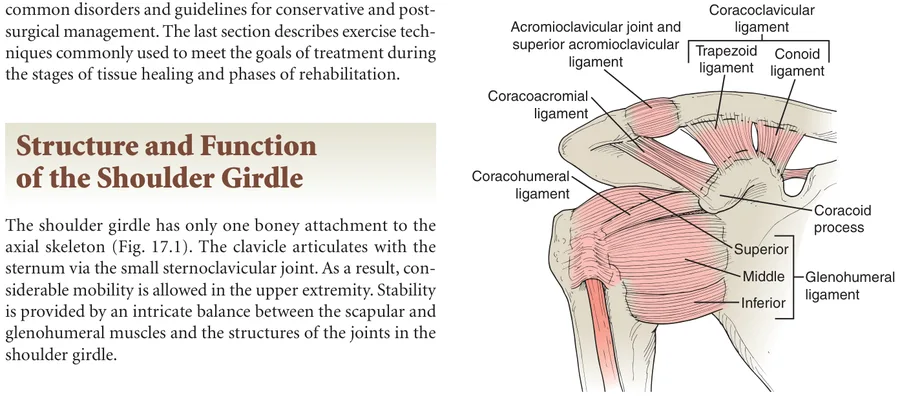 common disorders and guidelines for conservative and post-
surgical management. The last section describes exercise tech-
niques commonly used to meet the goals of treatment during
the stages of tissue healing and phases of rehabilitation.
Structure and Function
of the Shoulder Girdle
The shoulder girdle has only one boney attachment to the
axial skeleton (Fig. 17.1). The clavicle articulates with the
sternum via the small sternoclavicular joint. As a result, con-
siderable mobility is allowed in the upper extremity. Stability
is provided by an intricate balance between the scapular and
glenohumeral muscles and the structures of the joints in the
shoulder girdle.
Coracoclavicular
ligament
Acromioclavicular joint and
superior acromioclavicular
ligament
Trapezoid
ligament
Conoid
ligament
Coracoacromial
ligament
Coracohumeral
ligament
Coracoid
process
Superior
Middle
Inferior
Glenohumeral
ligament